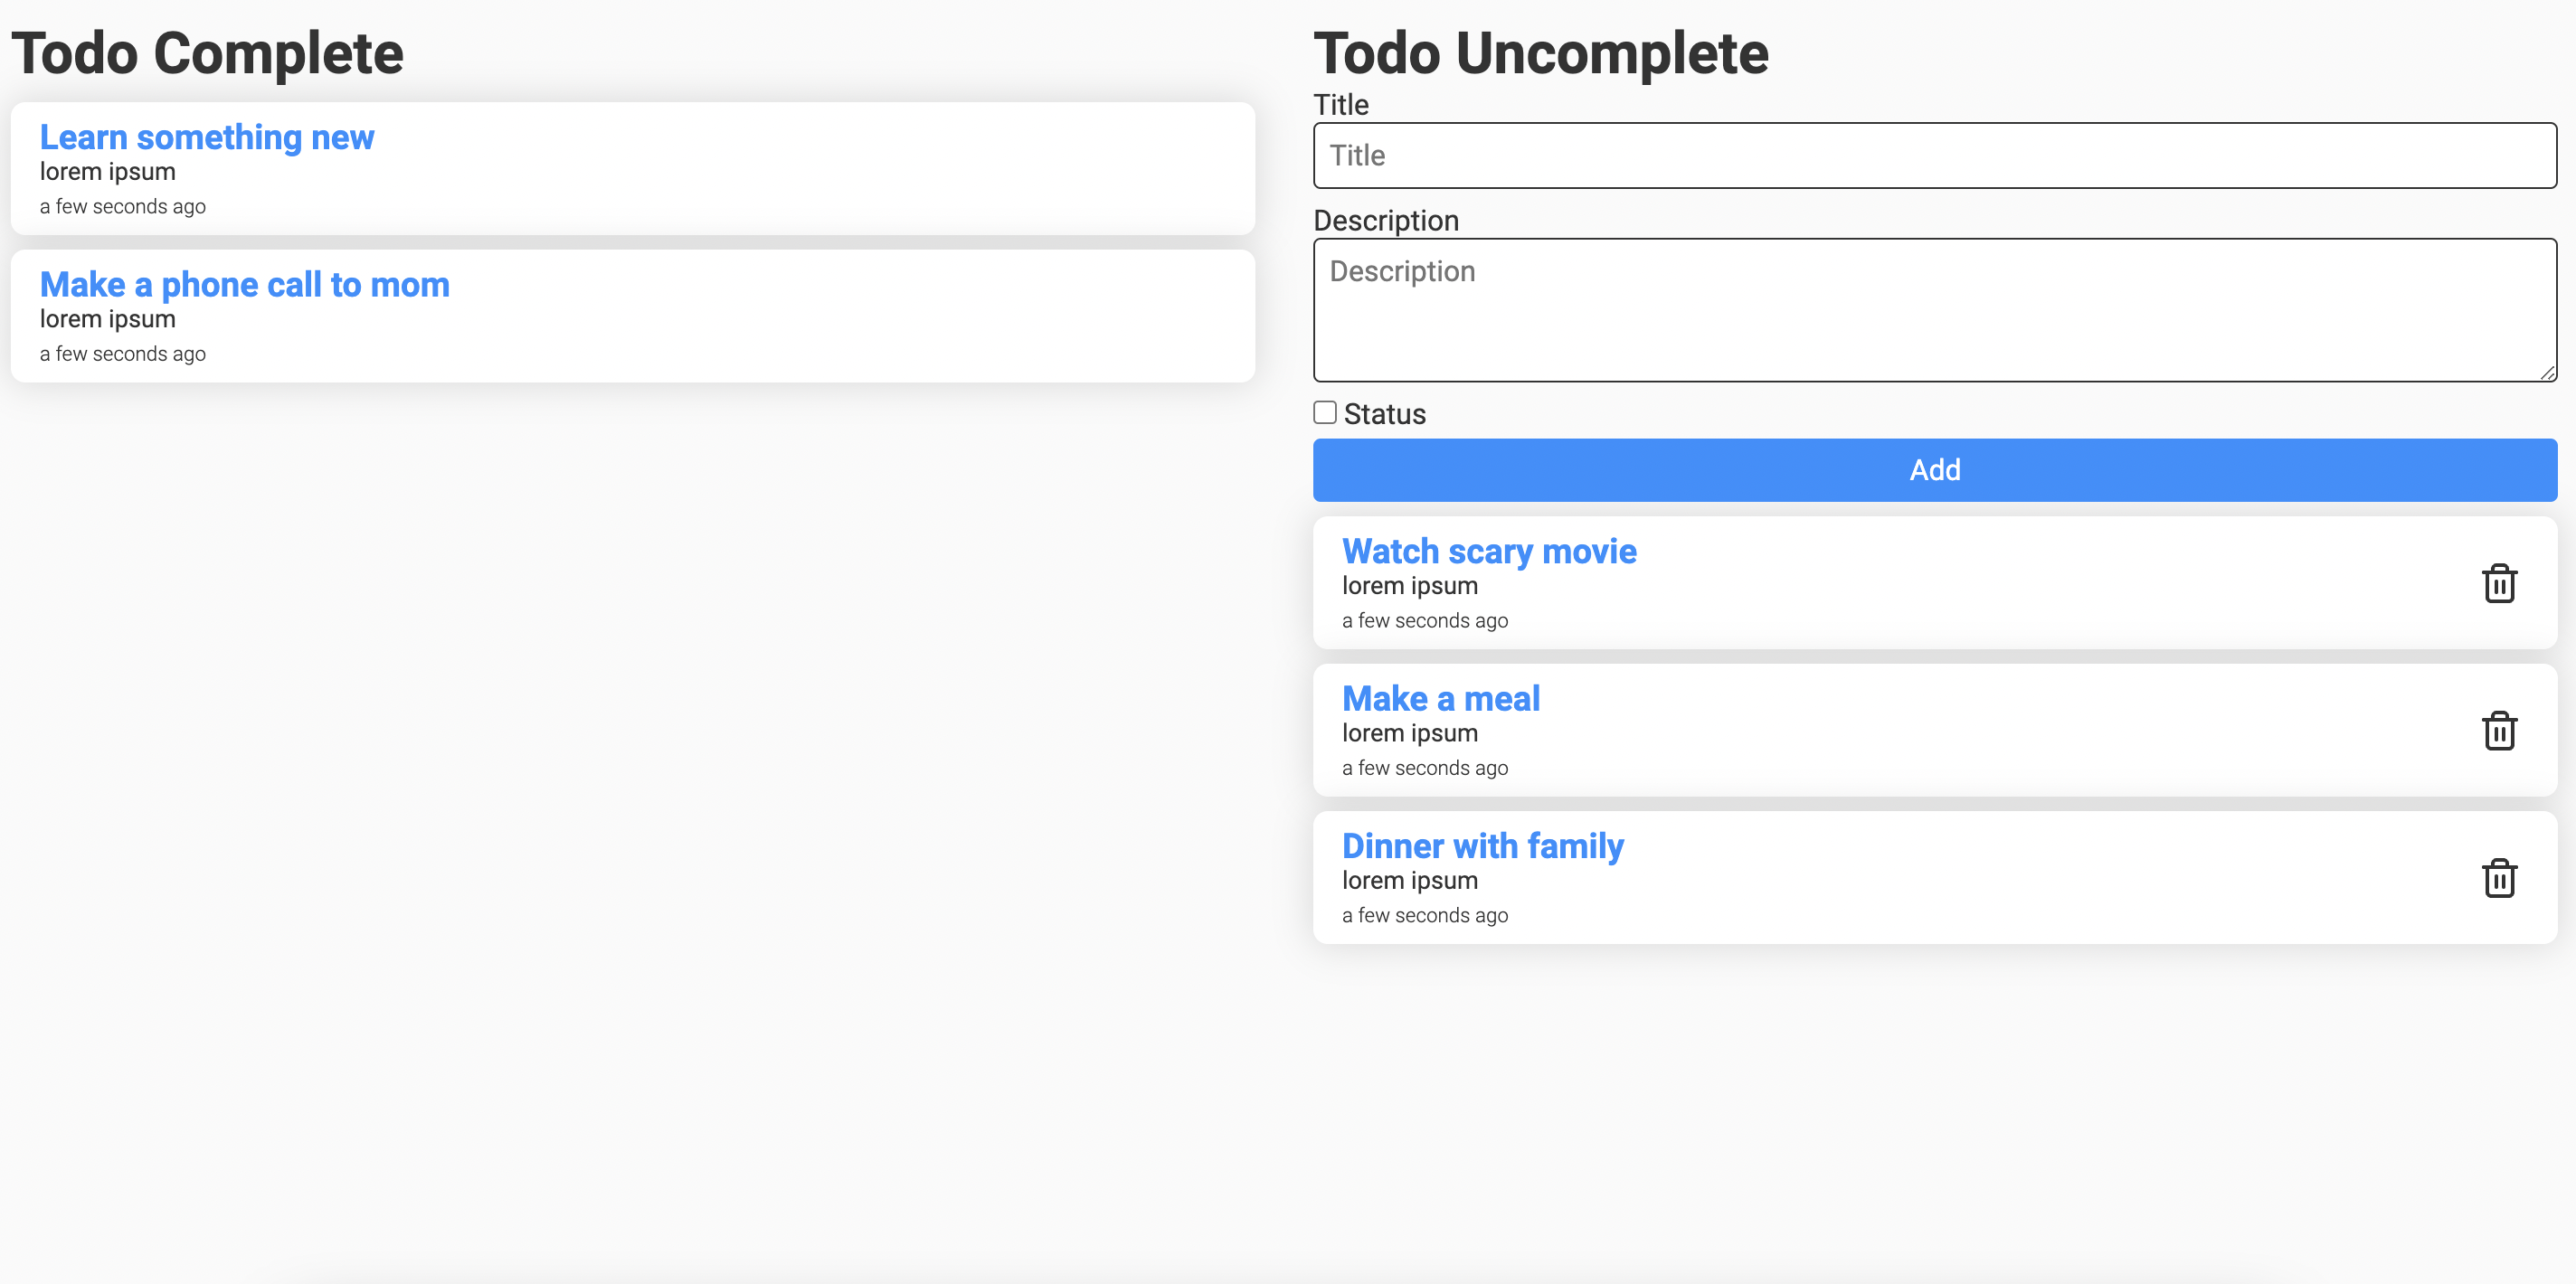 Todo Complete
Learn something new
lorem ipsum
a few seconds ago
Make a phone call to mom
lorem ipsum
a few seconds ago
Todo Uncomplete
Title
Title
Description
Description
Status
Add
Watch scary movie
lorem ipsum
a few seconds ago
Make a meal
lorem ipsum
a few seconds ago
Dinner with family
lorem ipsum
a few seconds ago